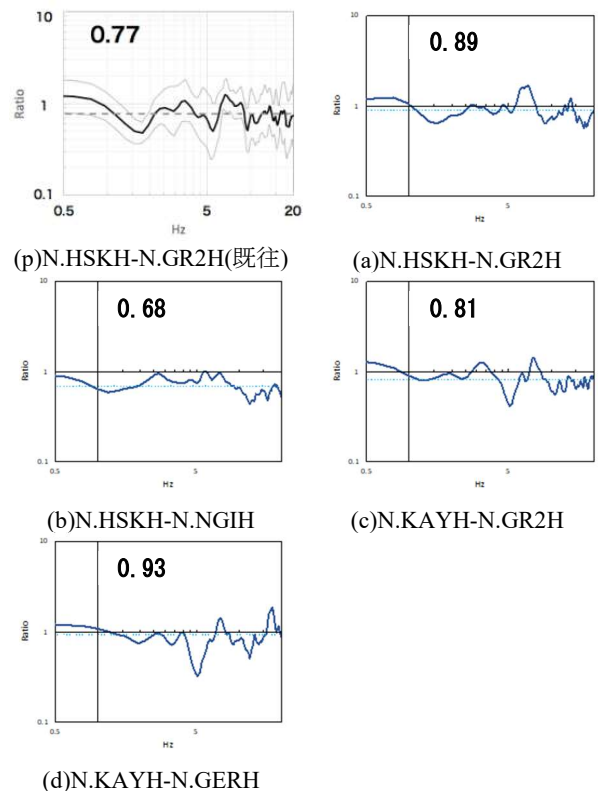 10
0.77
1
Ratio
0.1
0.5
5
20
Hz
(p)N.HSKH-N.GR2H(既往)
10
0.89
1
Ratio
0.1
0.5
5
Hz
(a)N.HSKH-N.GR2H
10
0.68
1
Ratio
0.1
0.5
5
Hz
(b)N.HSKH-N.NGIH
10
0.81
1
Ratio
0.1
0.5
5
Hz
(c)N.KAYH-N.GR2H
10
0.93
1
Ratio
0.1
0.5
5
Hz
(d)N.KAYH-N.GERH